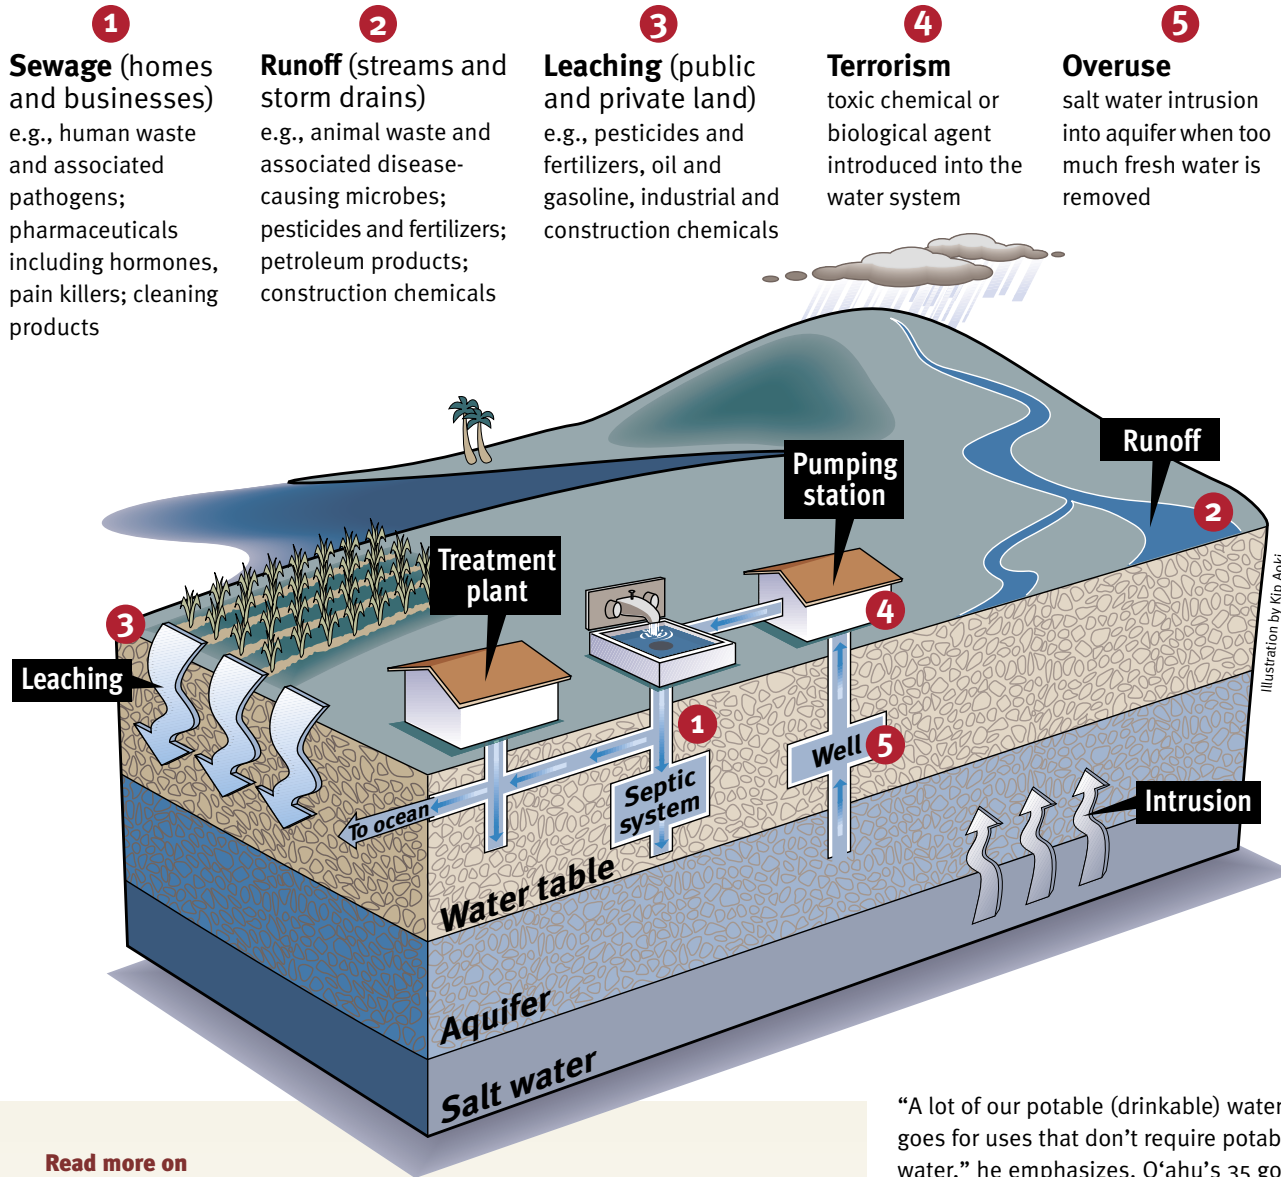 1
Sewage (homes
and businesses)
e.g., human waste
and associated
pathogens;
pharmaceuticals
including hormones,
pain killers; cleaning
products
2
Runoff (streams and
storm drains)
e.g., animal waste and
associated disease-
causing microbes;
pesticides and fertilizers;
petroleum products;
construction chemicals
3
Leaching (public
and private land)
e.g., pesticides and
fertilizers, oil and
gasoline, industrial and
construction chemicals
4
Terrorism
toxic chemical or
biological agent
introduced into the
water system
5
Overuse
salt water intrusion
into aquifer when too
much fresh water is
removed
Runoff
2
Pumping
station
4
Treatment
plant
3
Leaching
1
Well
5
Septic
system
To ocean
Intrusion
Water table
Aquifer
Salt water
Illustration by Kip Aoki
Read more on
“A lot of our potable (drinkable) water
goes for uses that don’t require potab
water,” he emphasizes. O‘ahu’s 35 go